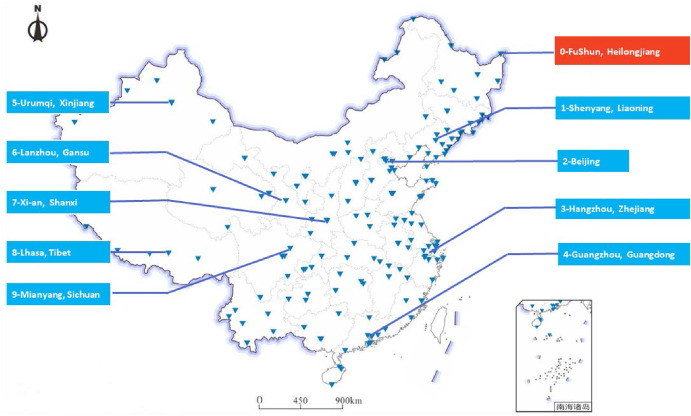 N
0-FuShun, Heilongjiang
5-Urumqi, Xinjiang
1-Shenyang, Liaoning
6-Lanzhou, Gansu
2-Beijing
7-Xi-an, Shanxi
3-Hangzhou, Zhejiang
8-Lhasa, Tibet
4-Guangzhou, Guangdong
9-Mianyang, Sichuan
0 450 900km
南海诸岛